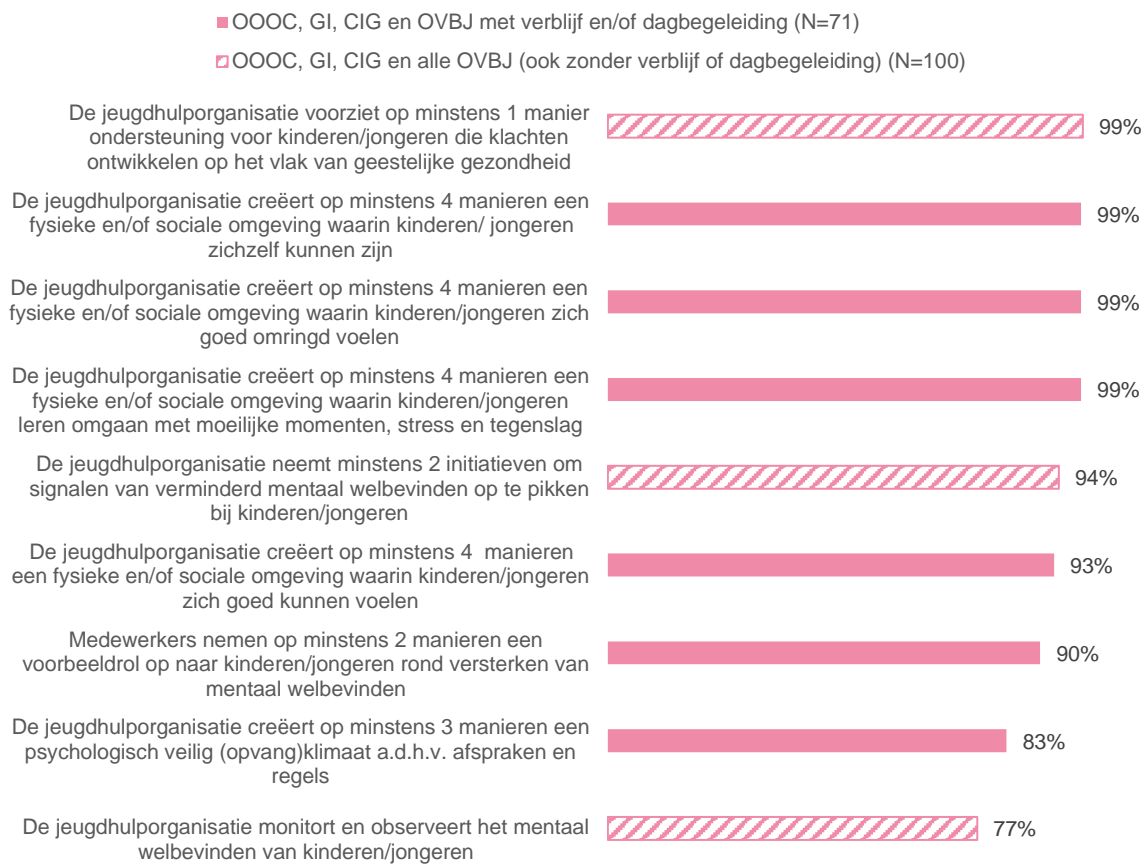 OOOC, GI, CIG en OVBJ met verblijf en/of dagbegeleiding (N=71)
OOOC, GI, CIG en alle OVBJ (ook zonder verblijf of dagbegeleiding) (N=100)
De jeugdhulporganisatie voorziet op minstens 1 manier
ondersteuning voor kinderen/jongeren die klachten
ontwikkelen op het vlak van geestelijke gezondheid
99%
De jeugdhulporganisatie creëert op minstens 4 manieren een
fysieke en/of sociale omgeving waarin kinderen/ jongeren
zichzelf kunnen zijn
99%
De jeugdhulporganisatie creëert op minstens 4 manieren een
fysieke en/of sociale omgeving waarin kinderen/jongeren zich
goed omringd voelen
99%
De jeugdhulporganisatie creëert op minstens 4 manieren een
fysieke en/of sociale omgeving waarin kinderen/jongeren
leren omgaan met moeilijke momenten, stress en tegenslag
99%
De jeugdhulporganisatie neemt minstens 2 initiatieven om
signalen van verminderd mentaal welbevinden op te pikken
bij kinderen/jongeren
94%
De jeugdhulporganisatie creëert op minstens 4 manieren
een fysieke en/of sociale omgeving waarin kinderen/jongeren
zich goed kunnen voelen
93%
Medewerkers nemen op minstens 2 manieren een
voorbeeldrol op naar kinderen/jongeren rond versterken van
mentaal welbevinden
90%
De jeugdhulporganisatie creëert op minstens 3 manieren een
psychologisch veilig (opvang)klimaat a.d.h.v. afspraken en
regels
83%
De jeugdhulporganisatie monitort en observeert het mentaal
welbevinden van kinderen/jongeren
77%